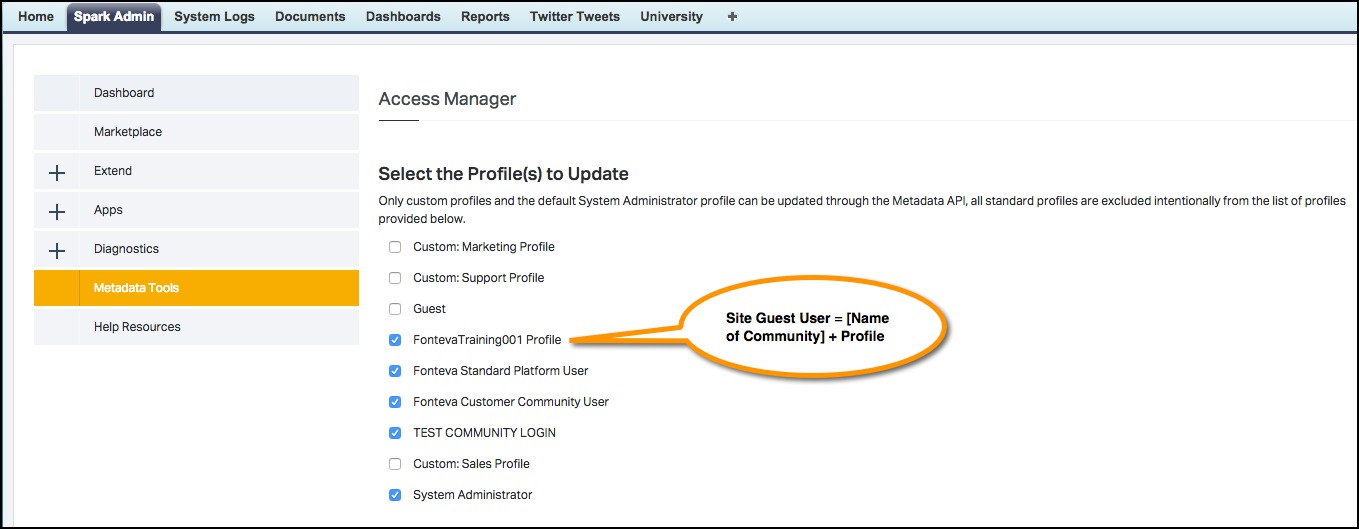 Home Spark Admin System Logs Documents Dashboards Reports Twitter Tweets University +
Dashboard
Marketplace
Extend
Apps
Diagnostics
Metadata Tools
Help Resources
Access Manager
Select the Profile(s) to Update
Only custom profiles and the default System Administrator profile can be updated through the Metadata API, all standard profiles are excluded intentionally from the list of profiles
provided below.
Custom: Marketing Profile
Custom: Support Profile
Guest
FontevaTraining001 Profile
Fonteva Standard Platform User
Fonteva Customer Community User
TEST COMMUNITY LOGIN
Custom: Sales Profile
System Administrator
Site Guest User = [Name
of Community] + Profile